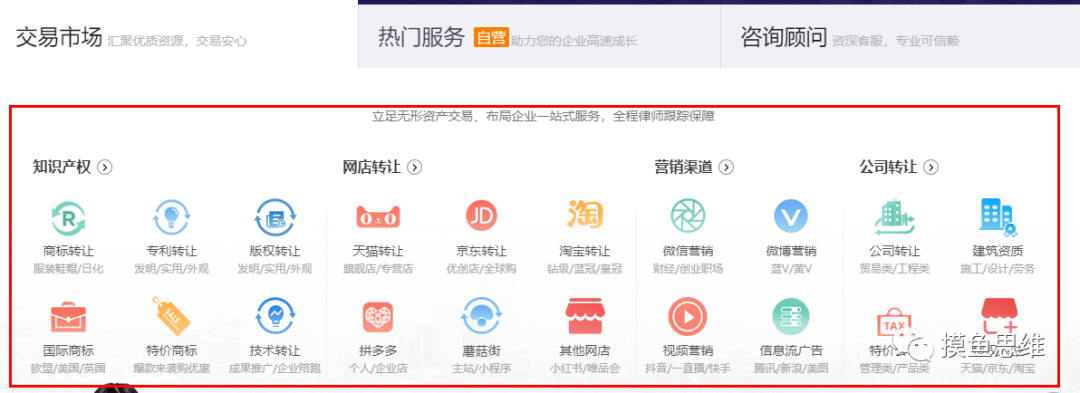 交易市场 汇聚优质资源，交易安心
热门服务 自营 助力您的企业高速成长
咨询顾问 资深客服，专业可信赖
立足无形资产交易、布局企业一站式服务，全程律师跟踪保障
知识产权
网店转让
营销渠道
公司转让
R
JD
淘
商标转让 专利转让 版权转让 天猫转让 京东转让 淘宝转让 微信营销 微博营销 公司转让 建筑资质
服装鞋帽/日化 发明/实用/外观 发明/实用/外观 旗舰店/专营店 优创店/全球购 钻级/蓝冠/皇冠 财经/创业职场 蓝V/黄V 贸易类/工程类 施工/设计/劳务
SALE
TAX
国际商标 特价商标 技术转让 拼多多 蘑菇街 其他网店 视频营销 信息流广告 特价
欧盟/美国/英国 爆款来袭购优惠 成果推广/企业陪跑 个人/企业店 主站/小程序 小红书/唯品会 抖音/一直播/快手 腾讯/新浪/美图 管理类/产品类 天猫/京东/淘宝
摸鱼思维